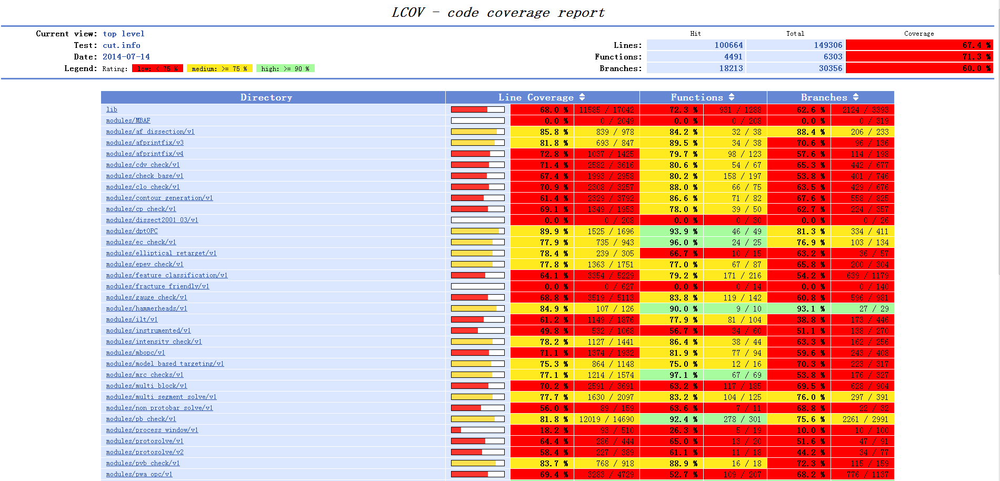 LCOV - code coverage report
Current view: top level
Hit Total Coverage
Test: cut.info Lines: 100664 149306 67.4 %
Date: 2014-07-14 Functions: 4491 6303 71.3 %
Legend: Rating: low: < 75 % medium: >= 75 % high: >= 90 % Branches: 18213 30356 60.0 %
Directory Line Coverage Functions Branches
lib 68.0 % 11585 / 17042 72.3 % 931 / 1288 62.6 % 2124 / 3393
modules/MBAF 0.0 % 0 / 2049 0.0 % 0 / 208 0.0 % 0 / 319
modules/af_dissection/v1 85.8 % 839 / 978 84.2 % 32 / 38 88.4 % 206 / 233
modules/afprintfix/v3 81.8 % 693 / 847 89.5 % 34 / 38 70.6 % 96 / 136
modules/afprintfix/v4 72.8 % 1037 / 1425 79.7 % 98 / 123 57.6 % 114 / 198
modules/cdv_check/v1 71.4 % 2582 / 3616 80.6 % 54 / 67 65.3 % 442 / 677
modules/check_base/v1 67.4 % 1993 / 2958 80.2 % 158 / 197 53.8 % 401 / 746
modules/clo_check/v1 70.9 % 2308 / 3257 88.0 % 66 / 75 63.5 % 429 / 676
modules/contour_generation/v1 61.4 % 2329 / 3792 86.6 % 71 / 82 67.6 % 558 / 825
modules/cp_check/v1 69.1 % 1349 / 1953 78.0 % 39 / 50 62.7 % 224 / 357
modules/dissect2001_03/v1 0.0 % 0 / 208 0.0 % 0 / 30 0.0 % 0 / 26
modules/dptOPC 89.9 % 1525 / 1696 93.9 % 46 / 49 81.3 % 334 / 411
modules/ec_check/v1 77.9 % 735 / 943 96.0 % 24 / 25 76.9 % 103 / 134
modules/elliptical_retarget/v1 78.4 % 239 / 305 66.7 % 10 / 15 63.2 % 36 / 57
modules/epev_check/v1 77.8 % 1363 / 1751 77.0 % 67 / 87 65.8 % 200 / 304
modules/feature_classification/v1 64.1 % 3354 / 5229 79.2 % 171 / 216 54.2 % 639 / 1179
modules/fracture_friendly/v1 0.0 % 0 / 627 0.0 % 0 / 14 0.0 % 0 / 140
modules/gauge_check/v1 68.8 % 3519 / 5113 83.8 % 119 / 142 60.8 % 596 / 981
modules/hammerheads/v1 84.9 % 107 / 126 90.0 % 9 / 10 93.1 % 27 / 29
modules/ilt/v1 61.2 % 1149 / 1876 77.9 % 81 / 104 38.8 % 173 / 446
modules/instrumented/v1 49.8 % 532 / 1068 56.7 % 34 / 60 51.1 % 138 / 270
modules/intensity_check/v1 78.2 % 1127 / 1441 86.4 % 38 / 44 63.3 % 162 / 256
modules/mbopc/v1 71.1 % 1374 / 1932 81.9 % 77 / 94 59.6 % 243 / 408
modules/model_based_targeting/v1 75.3 % 864 / 1148 75.0 % 12 / 16 70.3 % 223 / 317
modules/mrc_checks/v1 77.1 % 1214 / 1574 97.1 % 67 / 69 53.8 % 176 / 327
modules/multi_block/v1 70.2 % 2591 / 3691 63.2 % 117 / 185 69.5 % 628 / 904
modules/multi_segment_solve/v1 77.7 % 1630 / 2097 83.2 % 104 / 125 76.0 % 297 / 391
modules/non_protobar_solve/v1 56.0 % 89 / 159 63.6 % 7 / 11 68.8 % 22 / 32
modules/pb_check/v1 81.8 % 12019 / 14690 92.4 % 278 / 301 75.6 % 2261 / 2991
modules/process_window/v1 18.2 % 93 / 510 26.3 % 5 / 19 10.0 % 10 / 100
modules/protosolve/v1 64.4 % 286 / 444 65.0 % 13 / 20 51.6 % 47 / 91
modules/protosolve/v2 58.4 % 227 / 389 61.1 % 11 / 18 44.2 % 34 / 77
modules/pvb_check/v1 83.7 % 768 / 918 88.9 % 16 / 18 72.3 % 115 / 159
modules/pwa_opc/v1 69.4 % 3283 / 4729 52.7 % 109 / 207 68.2 % 776 / 1137